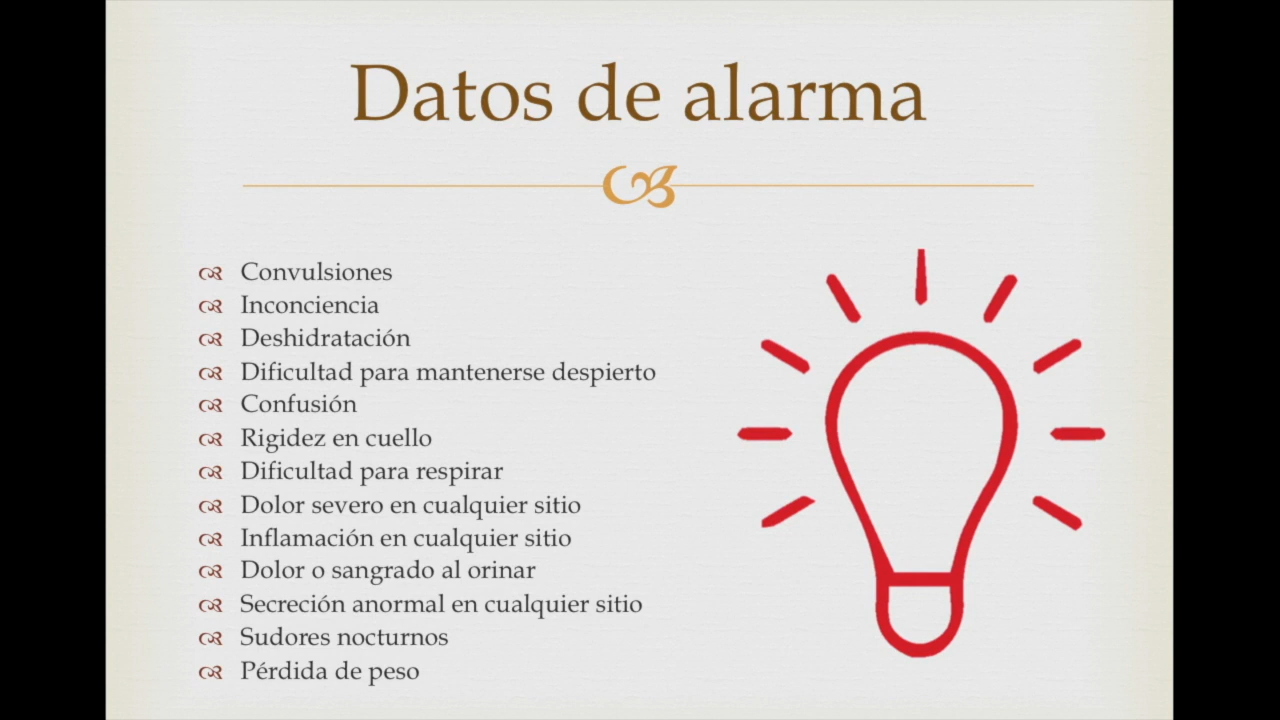 Datos de alarma
Convulsiones
Inconciencia
Deshidratación
Dificultad para mantenerse despierto
Confusión
Rigidez en cuello
Dificultad para respirar
Dolor severo en cualquier sitio
Inflamación en cualquier sitio
Dolor o sangrado al orinar
Secreción anormal en cualquier sitio
Sudores nocturnos
Pérdida de peso